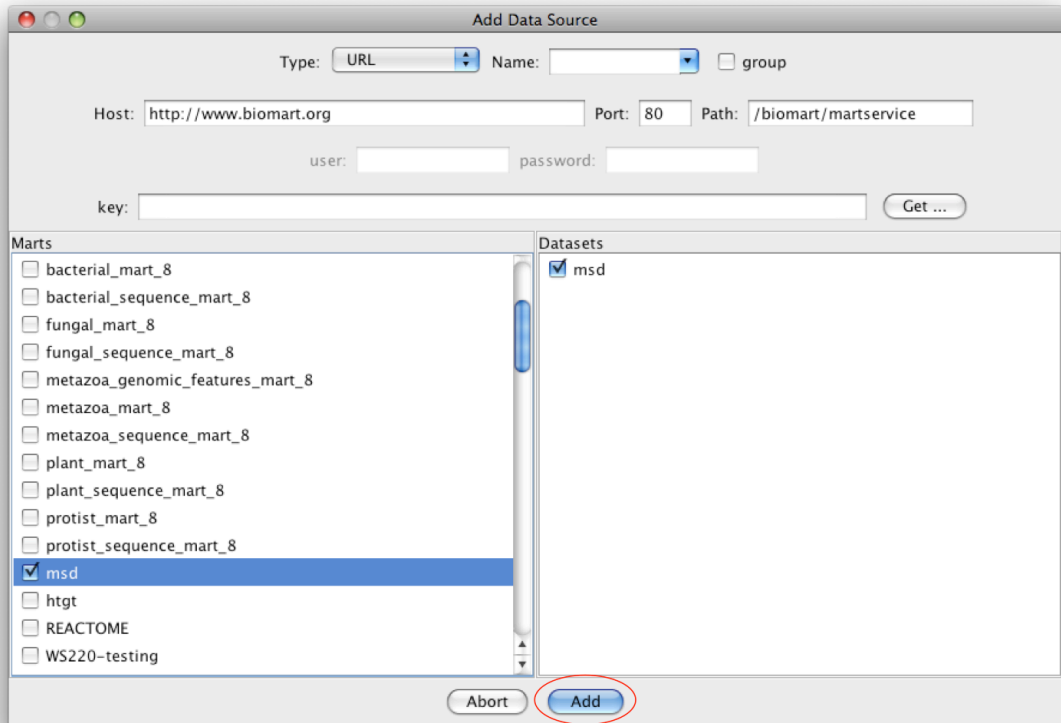 Add Data Source
Type: URL Name: group
Host: http://www.biomart.org Port: 80 Path: /biomart/martservice
user: password:
key: Get ...
Marts
bacterial_mart_8
bacterial_sequence_mart_8
fungal_mart_8
fungal_sequence_mart_8
metazoa_genomic_features_mart_8
metazoa_mart_8
metazoa_sequence_mart_8
plant_mart_8
plant_sequence_mart_8
protist_mart_8
protist_sequence_mart_8
msd
htgt
REACTOME
WS220-testing
Datasets
msd
Abort Add